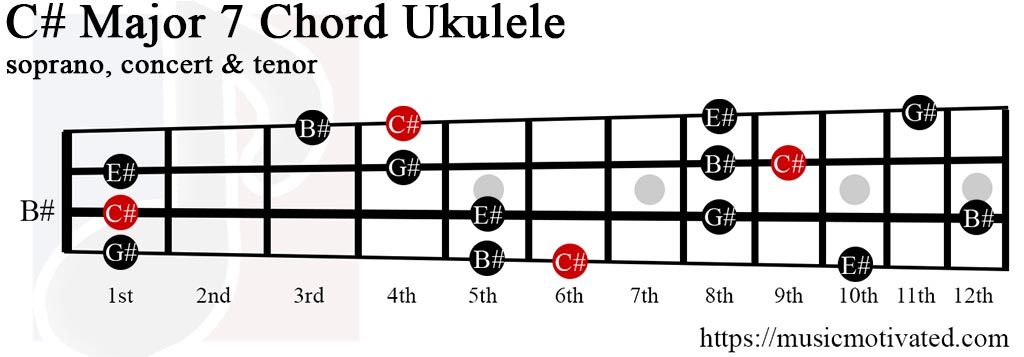 C# Major 7 Chord Ukulele
soprano, concert & tenor
B# C# E# G#
E# G# B# C#
B# C# E# G# B#
G# B# C# E#
1st 2nd 3rd 4th 5th 6th 7th 8th 9th 10th 11th 12th
https://musicmotivated.com